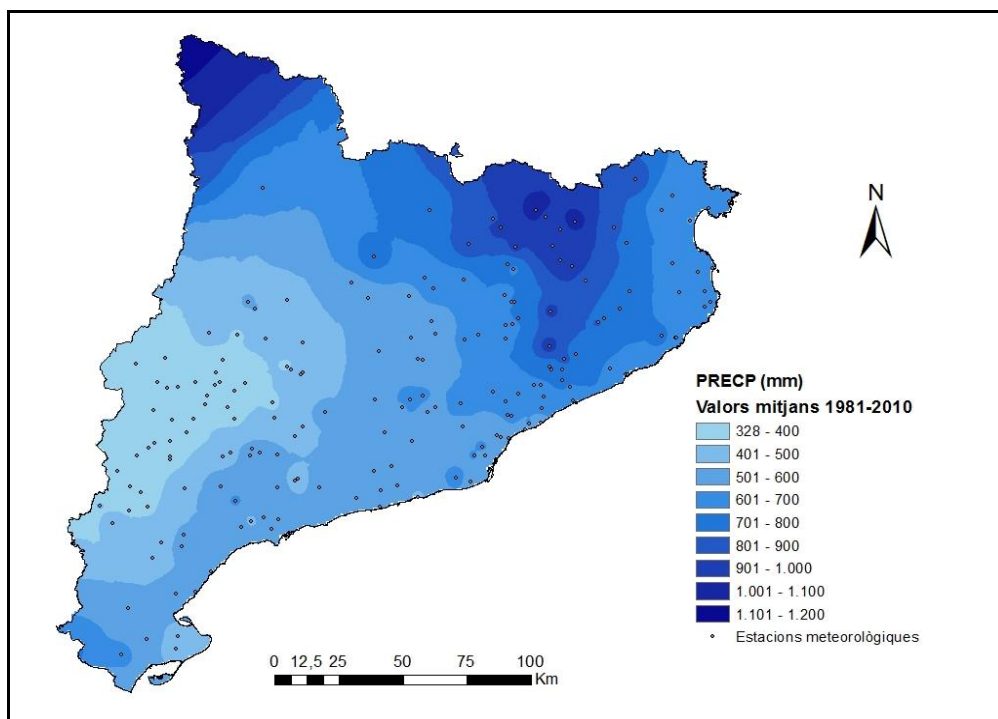 N
PRECP (mm)
Valors mitjans 1981-2010
328 - 400
401 - 500
501 - 600
601 - 700
701 - 800
801 - 900
901 - 1.000
1.001 - 1.100
1.101 - 1.200
Estacions meteorològiques
0 12,5 25 50 75 100
Km